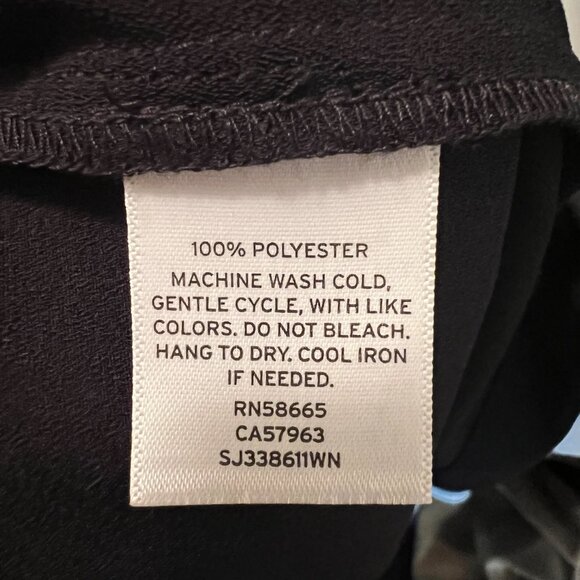 100% POLYESTER
MACHINE WASH COLD,
GENTLE CYCLE, WITH LIKE
COLORS. DO NOT BLEACH.
HANG TO DRY. COOL IRON
IF NEEDED.
RN58665
CA57963
SJ338611WN